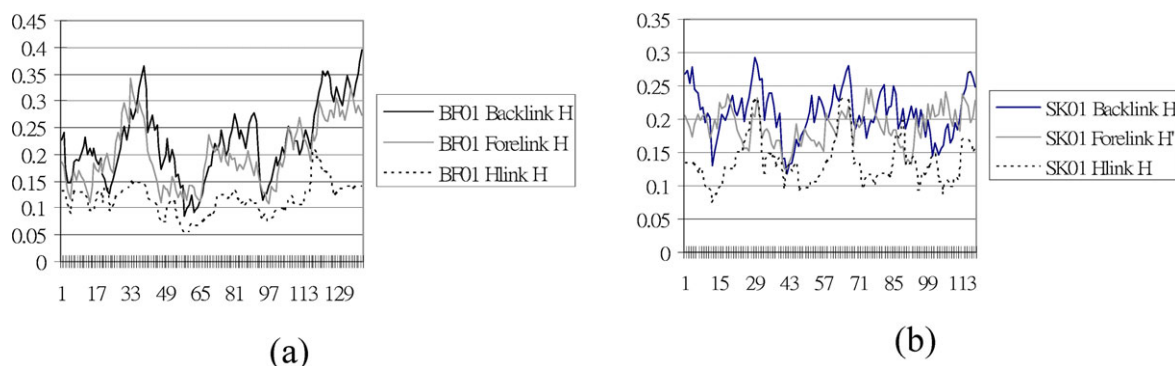 0.45
0.4
0.35
0.3
0.25
0.2
0.15
0.1
0.05
0
1 17 33 49 65 81 97 113 129
BF01 Backlink H
BF01 Forelink H
BF01 Hlink H
(a)
0.35
0.3
0.25
0.2
0.15
0.1
0.05
0
1 15 29 43 57 71 85 99 113
SK01 Backlink H
SK01 Forelink H'
SK01 Hlink H
(b)